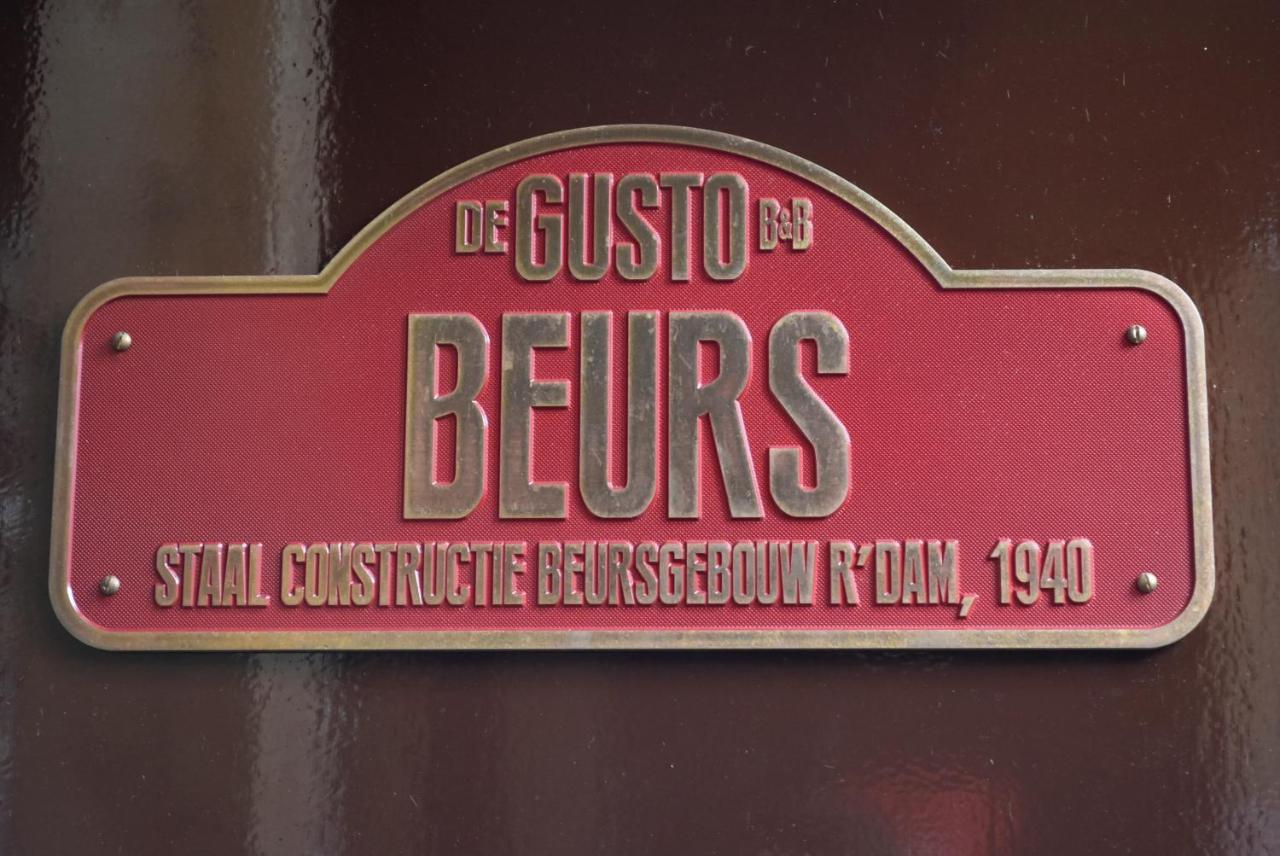 DE GUSTO B&B
BEURS
STAAL CONSTRUCTIE BEURSGEBOUW R'DAM, 1940